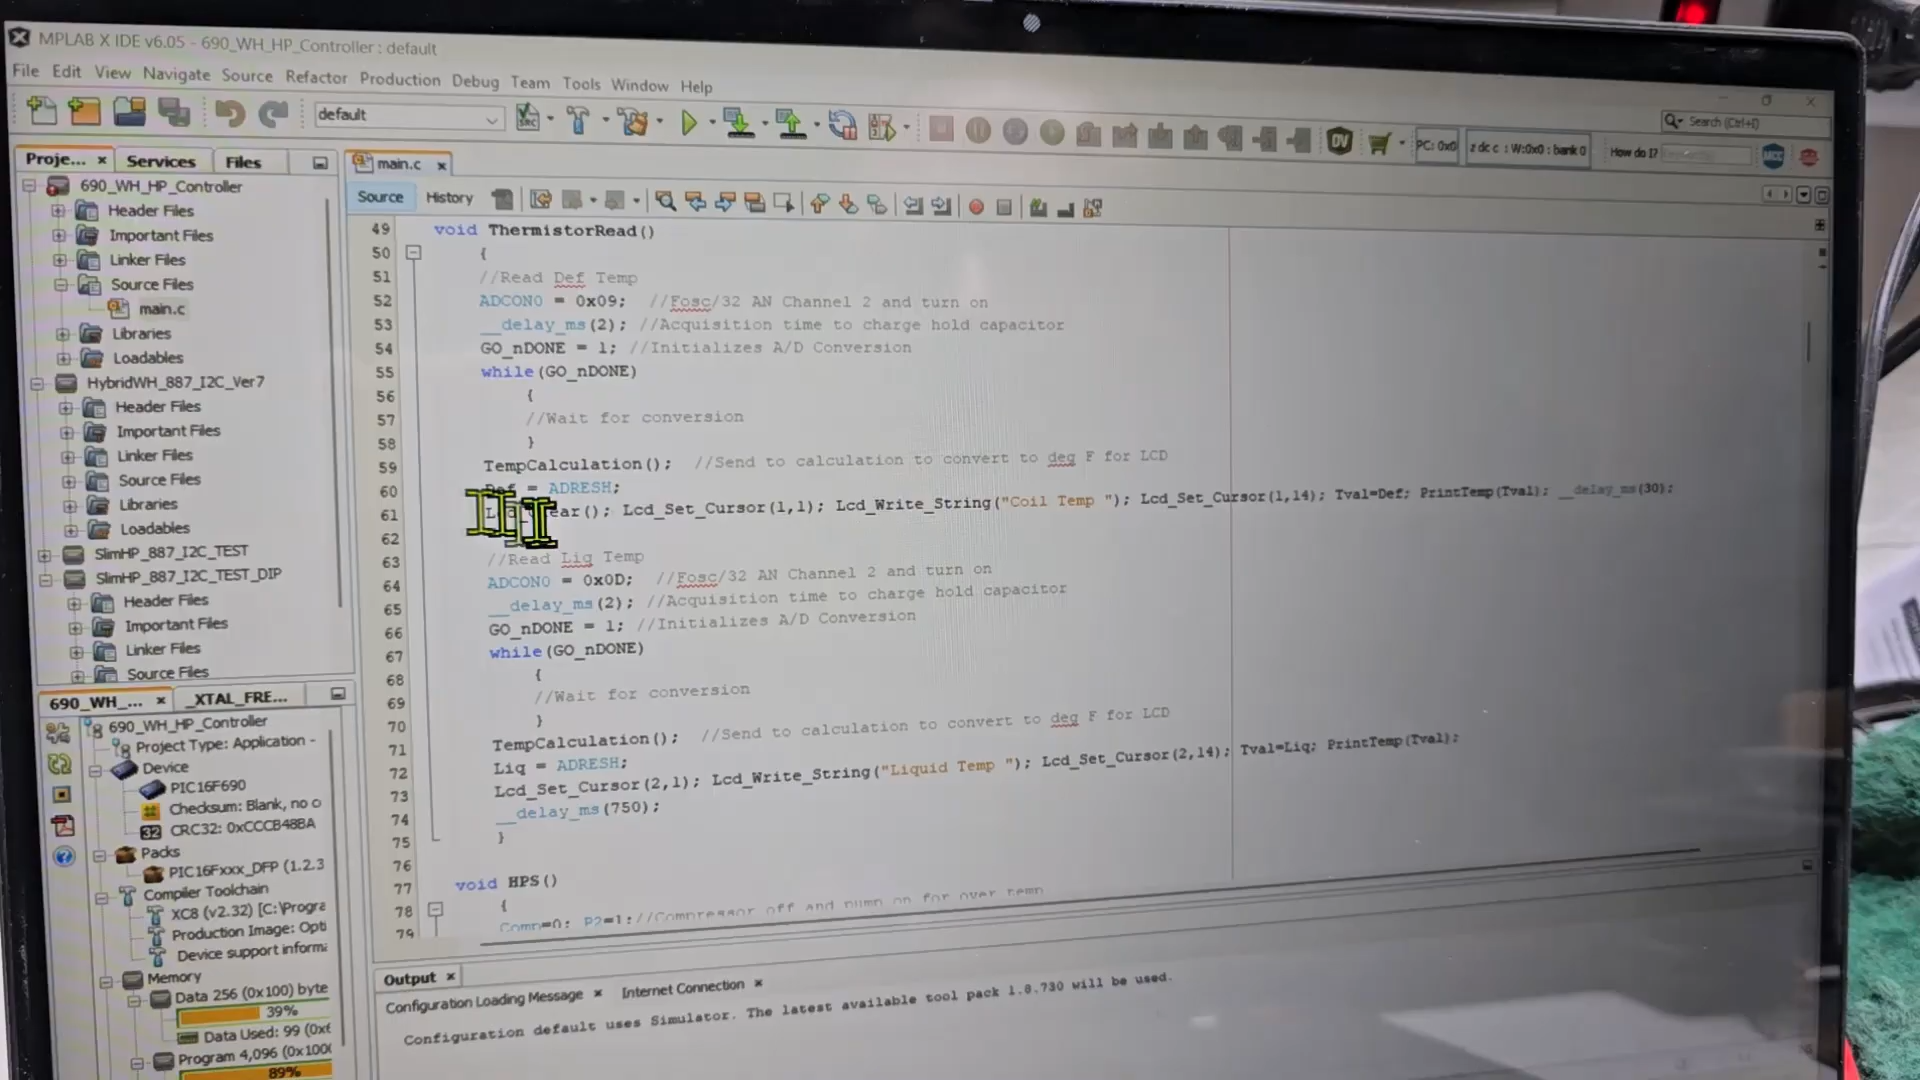 MPLAB X IDE v6.05 - 690_WH_HP_Controller : default
File Edit View Navigate Source Refactor Production Debug Team Tools Window Help
default
PC: 0x0
z dc c : W:0x0 : bank 0
How do I?
Search (Ctrl+I)
Proje...
Services
Files
main.c
Source
History
690_WH_HP_Controller
Header Files
Important Files
Linker Files
Source Files
main.c
Libraries
Loadables
HybridWH_887_I2C_Ver7
Header Files
Important Files
Linker Files
Source Files
Libraries
Loadables
SlimHP_887_I2C_TEST
SlimHP_887_I2C_TEST_DIP
Header Files
Important Files
Linker Files
Source Files
49 void ThermistorRead()
50 {
51 //Read Def Temp
52 ADCON0 = 0x09; //Fosc/32 AN Channel 2 and turn on
53 __delay_ms(2); //Acquisition time to charge hold capacitor
54 GO_nDONE = 1; //Initializes A/D Conversion
55 while(GO_nDONE)
56 {
57 //Wait for conversion
58 }
59 TempCalculation(); //Send to calculation to convert to deg F for LCD
60 Def = ADRESH;
61 Lcd_Clear(); Lcd_Set_Cursor(1,1); Lcd_Write_String("Coil Temp "); Lcd_Set_Cursor(1,14); Tval=Def; PrintTemp(Tval); __delay_ms(30);
62
63 //Read Liq Temp
64 ADCON0 = 0x0D; //Fosc/32 AN Channel 2 and turn on
65 __delay_ms(2); //Acquisition time to charge hold capacitor
66 GO_nDONE = 1; //Initializes A/D Conversion
67 while(GO_nDONE)
68 {
69 //Wait for conversion
70 }
71 TempCalculation(); //Send to calculation to convert to deg F for LCD
72 Liq = ADRESH;
73 Lcd_Set_Cursor(2,1); Lcd_Write_String("Liquid Temp "); Lcd_Set_Cursor(2,14); Tval=Liq; PrintTemp(Tval);
74 __delay_ms(750);
75 }
76
77 void HPS()
78 {
79 Comp=0; P2=1;//Compressor off and pump on for over temp
690_WH_...
_XTAL_FRE...
690_WH_HP_Controller
Project Type: Application -
Device
PIC16F690
Checksum: Blank, no c
CRC32: 0xCCCB48BA
Packs
PIC16Fxxx_DFP (1.2.3
Compiler Toolchain
XC8 (v2.32) [C:\Progra
Production Image: Opti
Device support informa
Memory
Data 256 (0x100) byte
39%
Data Used: 99 (0x6
Program 4,096 (0x100
89%
Output
Configuration Loading Message
Internet Connection
Configuration default uses Simulator. The latest available tool pack 1.8.730 will be used.